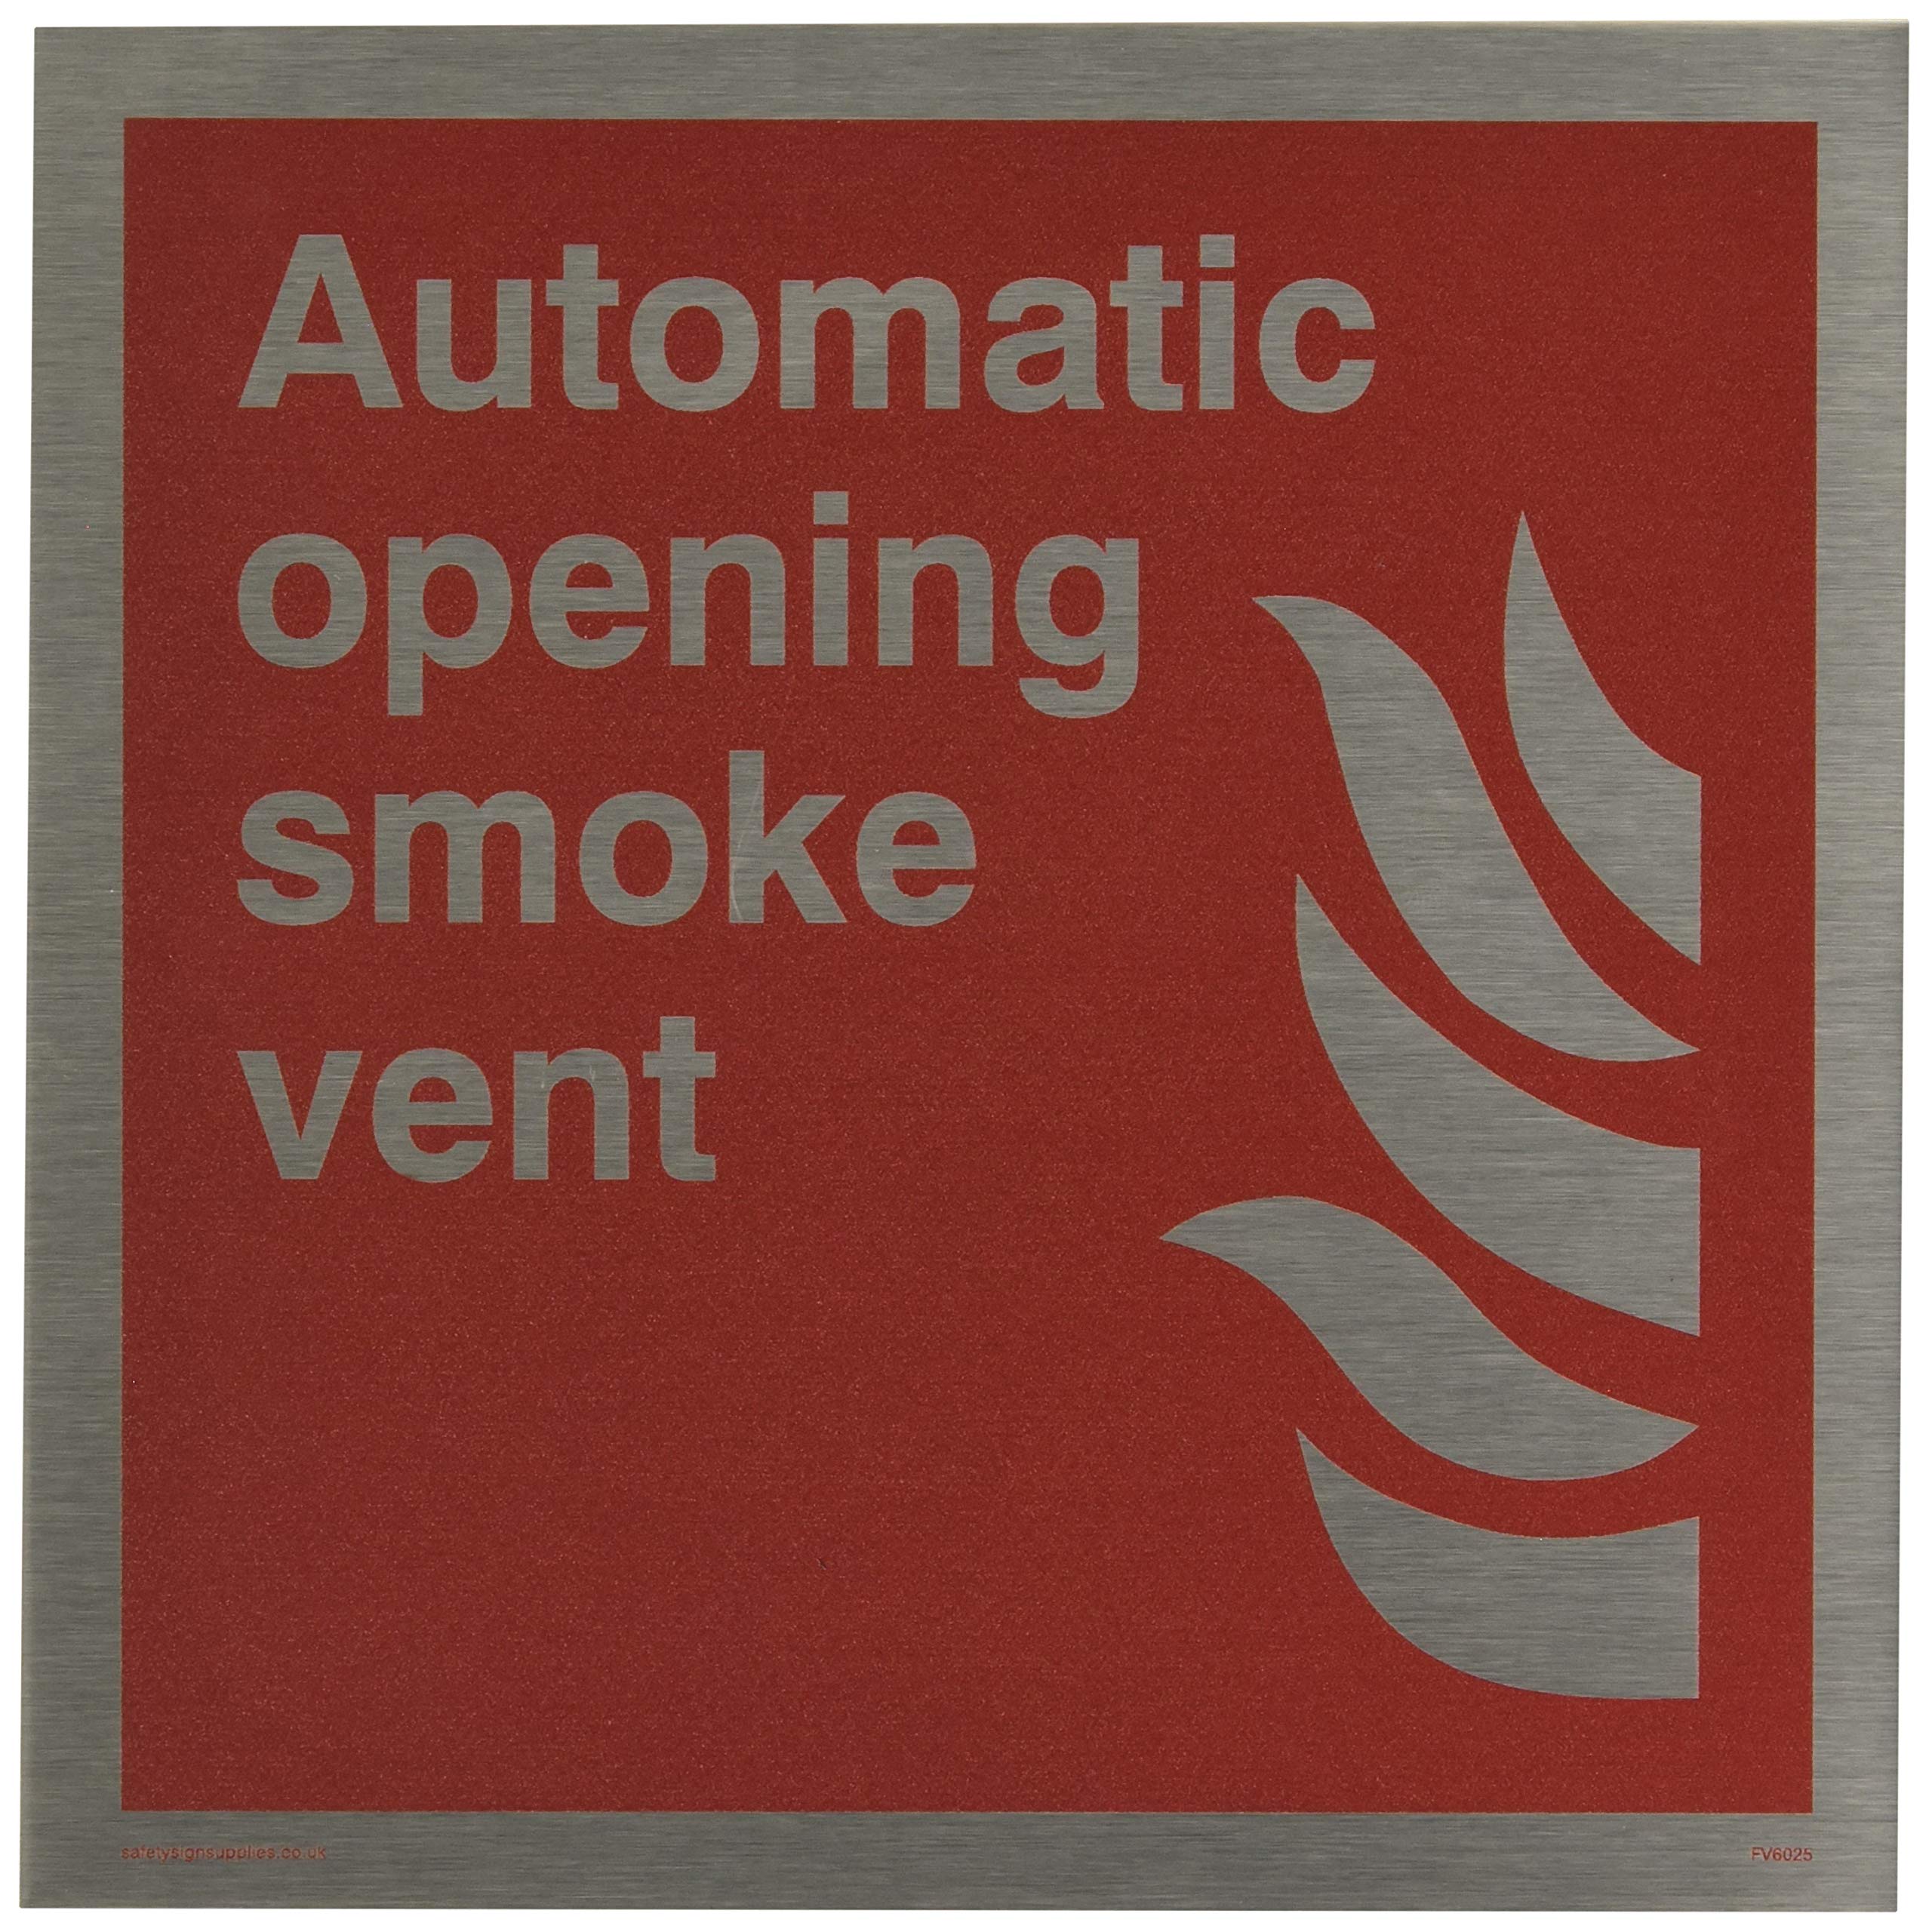 Automatic
opening
smoke
vent
safetysignsupplies.co.uk
FV6025